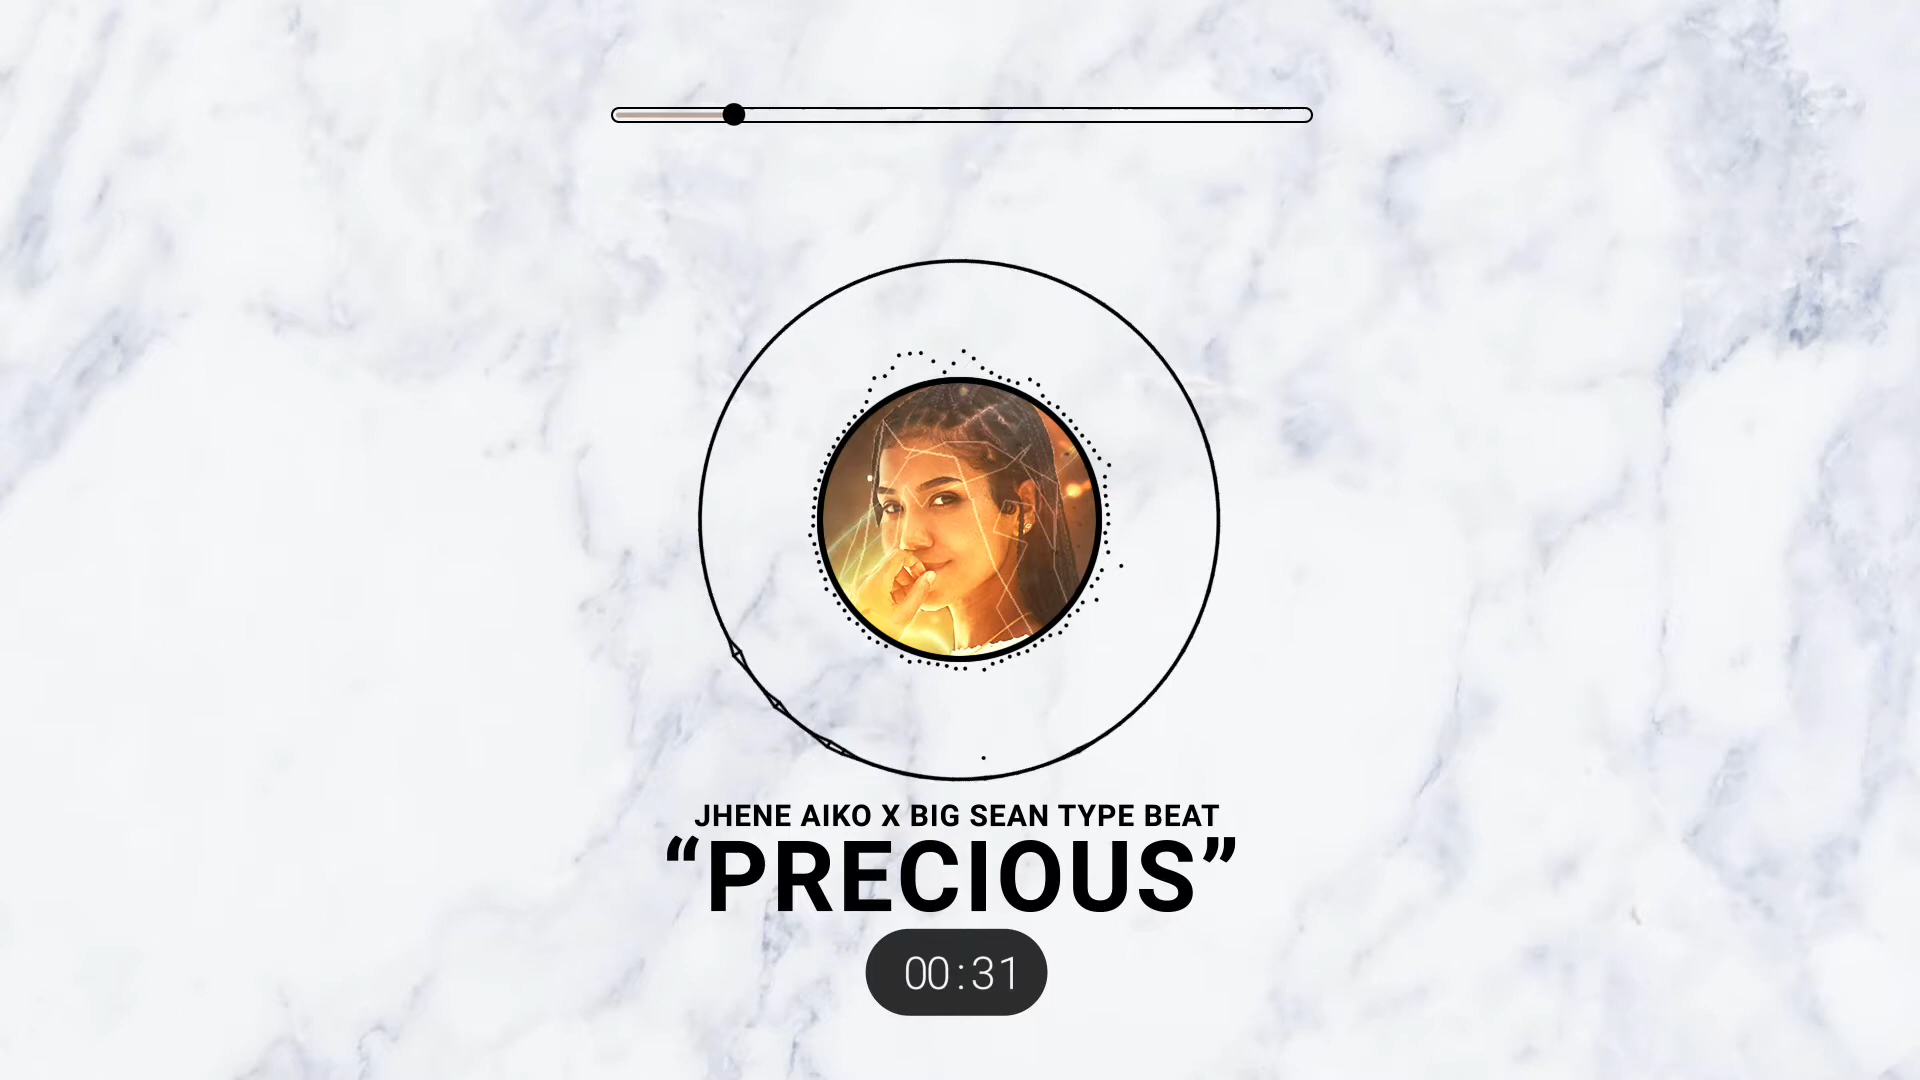 JHENE AIKO X BIG SEAN TYPE BEAT
“PRECIOUS”
00:31